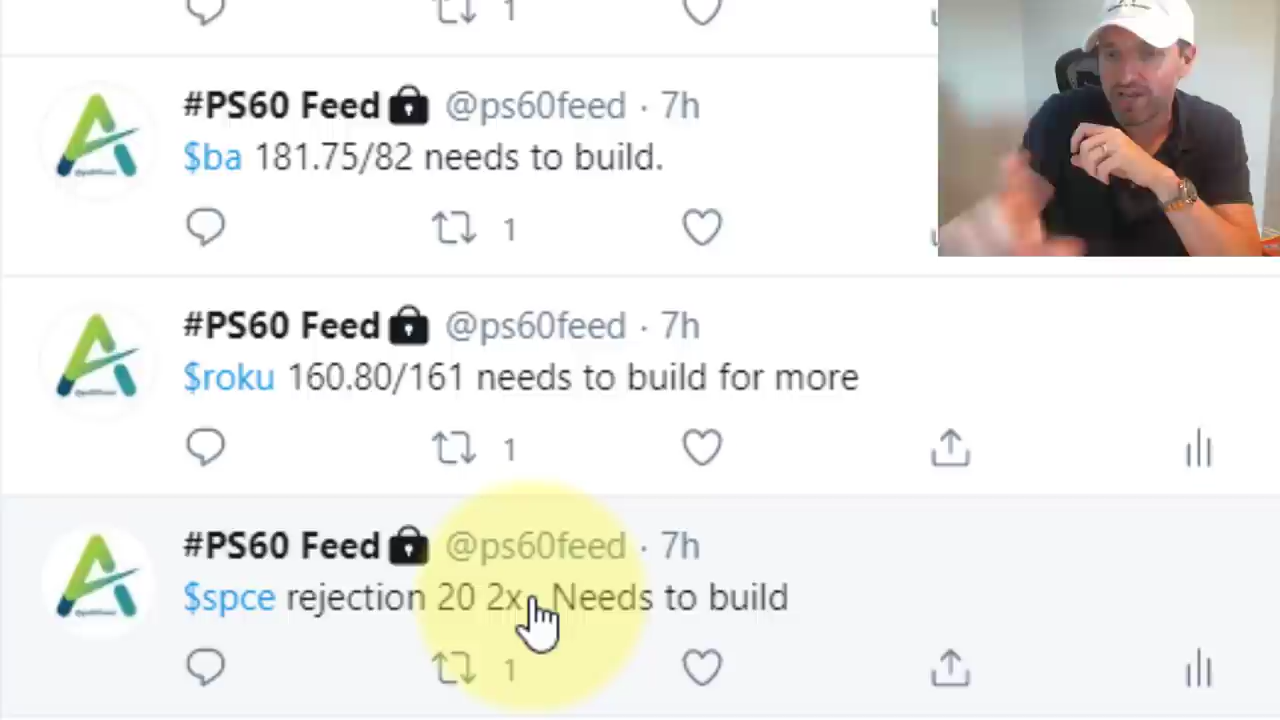 1
#PS60 Feed @ps60feed · 7h
$ba 181.75/82 needs to build.
1
#PS60 Feed @ps60feed · 7h
$roku 160.80/161 needs to build for more
1
#PS60 Feed @ps60feed · 7h
$spce rejection 20 2x. Needs to build
1